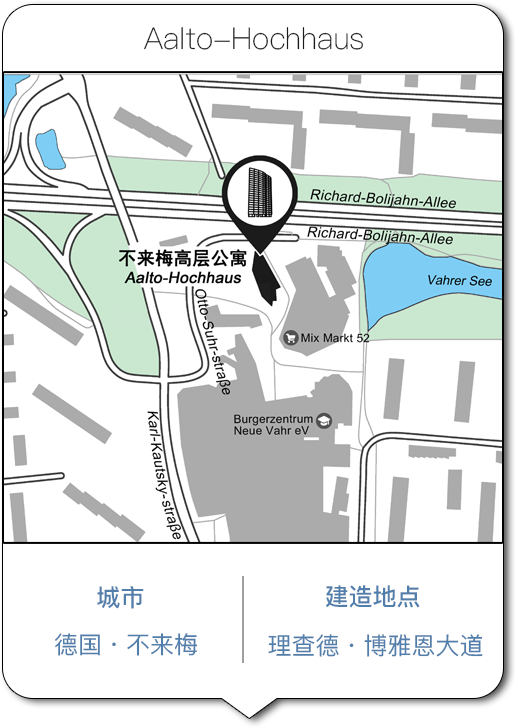 Aalto–Hochhaus
Richard-Bolijahn-Allee
Richard-Bolijahn-Allee
不来梅高层公寓
Aalto-Hochhaus
Vahrer See
Otto-Suhr-straße
Mix Markt 52
Burgerzentrum
Neue Vahr eV
Karl-Kautsky-straße
城市
建造地点
德国·不来梅
理查德·博雅恩大道